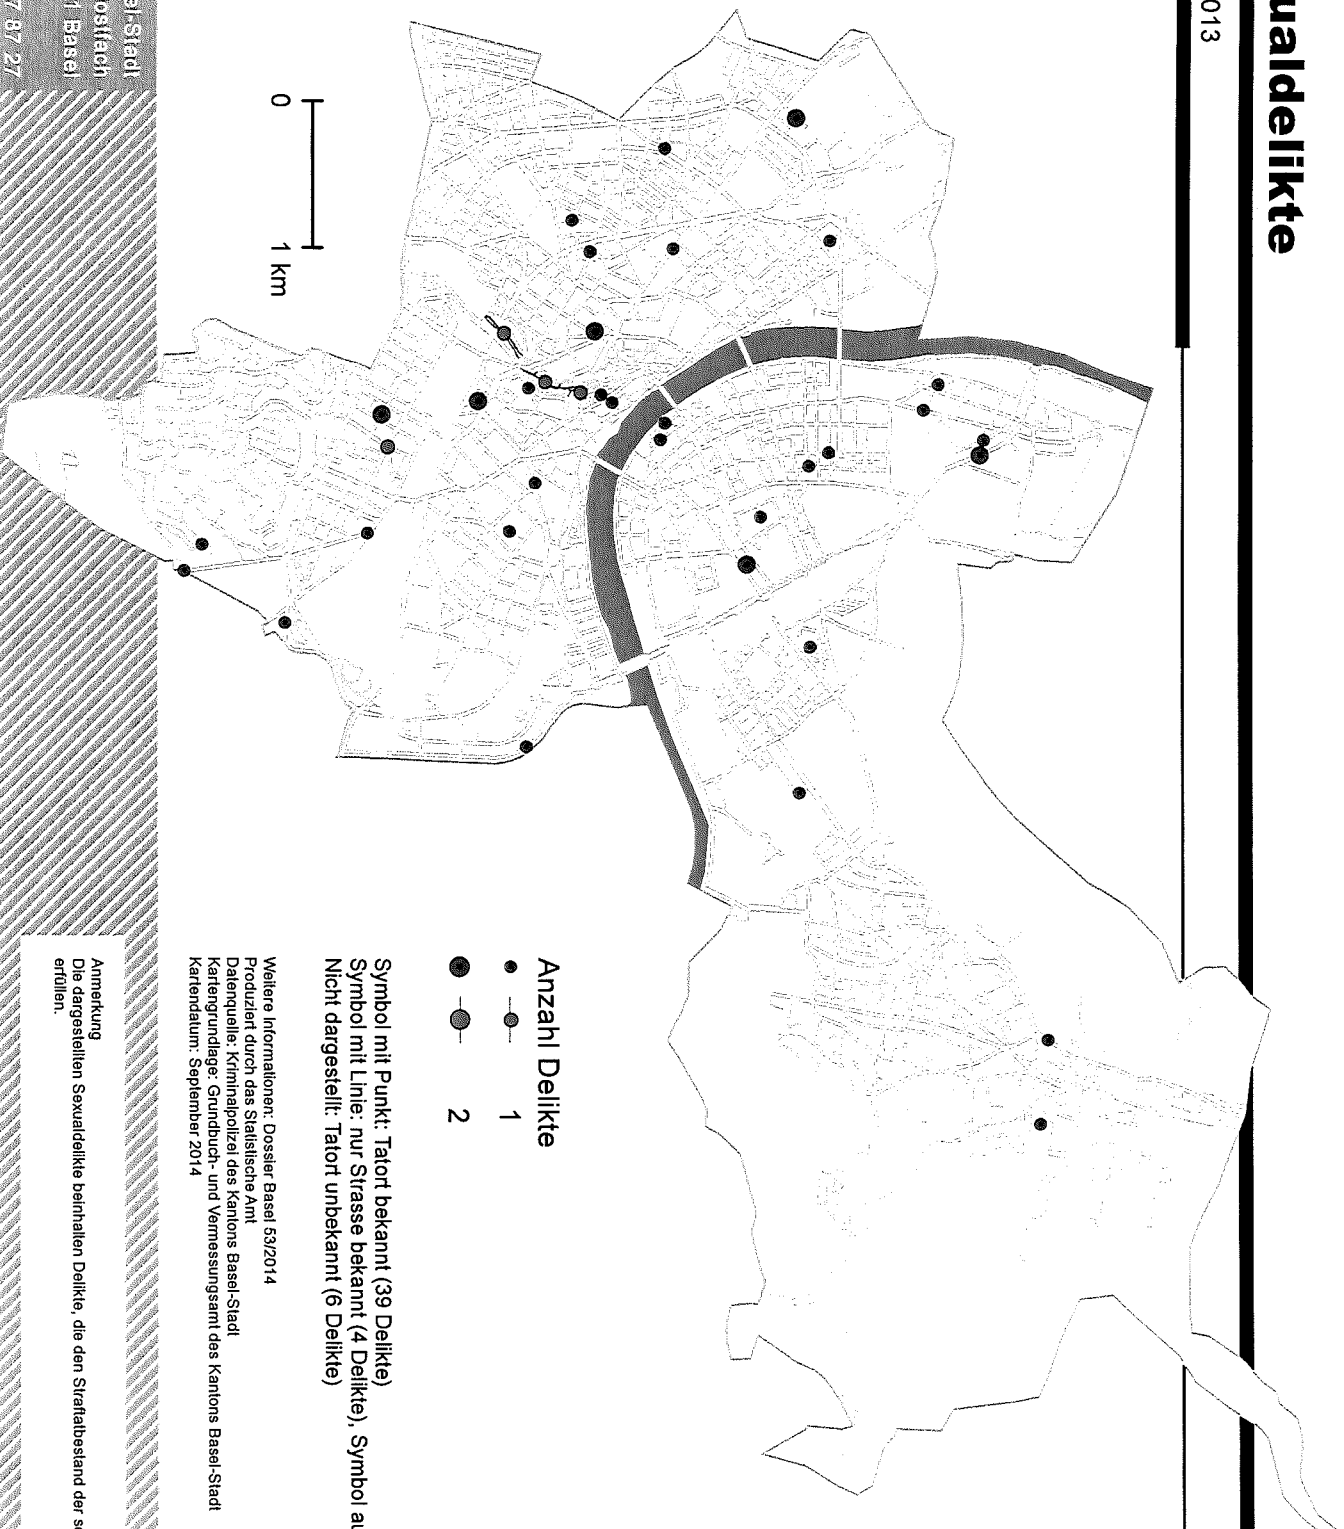 ualdelikte
013
0
1 km
Anzahl Delikte
1
2
Symbol mit Punkt: Tatort bekannt (39 Delikte)
Symbol mit Linie: nur Strasse bekannt (4 Delikte), Symbol au
Nicht dargestellt: Tatort unbekannt (6 Delikte)
Weitere Informationen: Dossier Basel 53/2014
Produziert durch das Statistische Amt
Datenquelle: Kriminalpolizei des Kantons Basel-Stadt
Kartengrundlage: Grundbuch- und Vermessungsamt des Kantons Basel-Stadt
Kartendatum: September 2014
el-Stadt
ostfach
1 Basel
7 87 27
Anmerkung
Die dargestellten Sexualdelikte beinhalten Delikte, die den Straftatbestand der se
erfüllen.